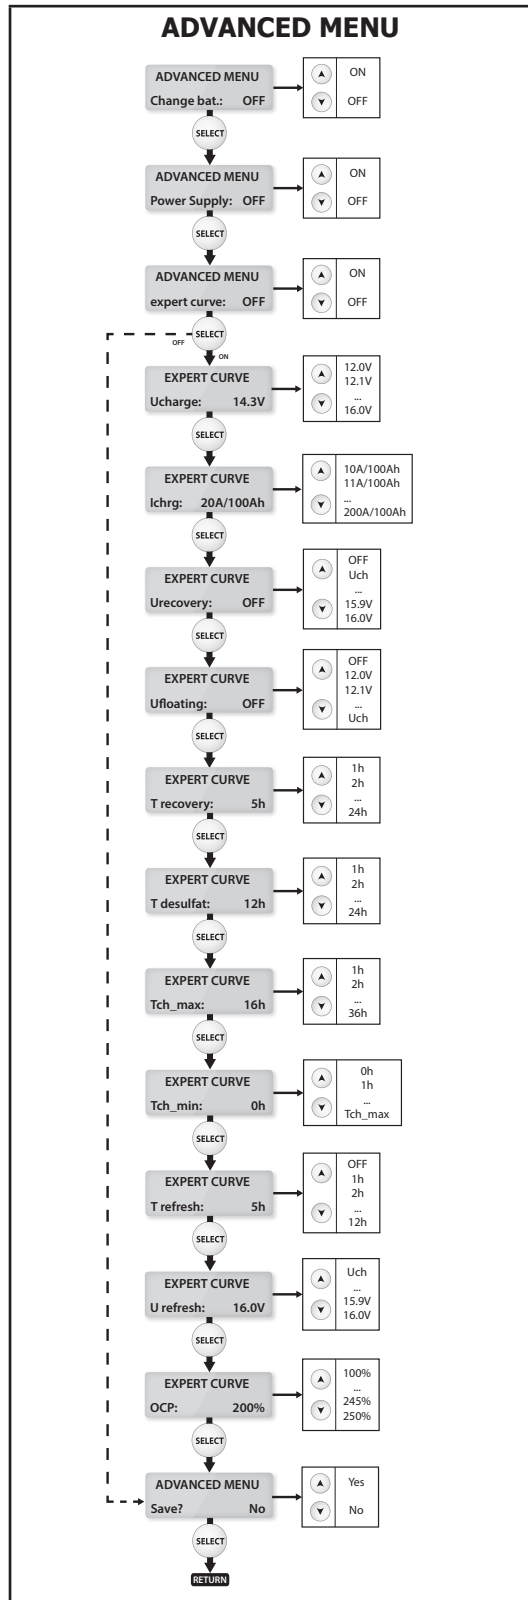 ADVANCED MENU
ADVANCED MENU
Change bat.: OFF
ON
OFF
SELECT
ADVANCED MENU
Power Supply: OFF
ON
OFF
SELECT
ADVANCED MENU
expert curve: OFF
ON
OFF
SELECT
OFF
ON
EXPERT CURVE
Ucharge: 14.3V
12.0V
12.1V
...
16.0V
SELECT
EXPERT CURVE
Ichrg: 20A/100Ah
10A/100Ah
11A/100Ah
...
200A/100Ah
SELECT
EXPERT CURVE
Urecovery: OFF
OFF
Uch
...
15.9V
16.0V
SELECT
EXPERT CURVE
Ufloating: OFF
OFF
12.0V
12.1V
...
Uch
SELECT
EXPERT CURVE
T recovery: 5h
1h
2h
...
24h
SELECT
EXPERT CURVE
T desulfat: 12h
1h
2h
...
24h
SELECT
EXPERT CURVE
Tch_max: 16h
1h
2h
...
36h
SELECT
EXPERT CURVE
Tch_min: 0h
0h
1h
...
Tch_max
SELECT
EXPERT CURVE
T refresh: 5h
OFF
1h
2h
...
12h
SELECT
EXPERT CURVE
U refresh: 16.0V
Uch
...
15.9V
16.0V
SELECT
EXPERT CURVE
OCP: 200%
100%
...
245%
250%
SELECT
ADVANCED MENU
Save? No
Yes
No
SELECT
RETURN